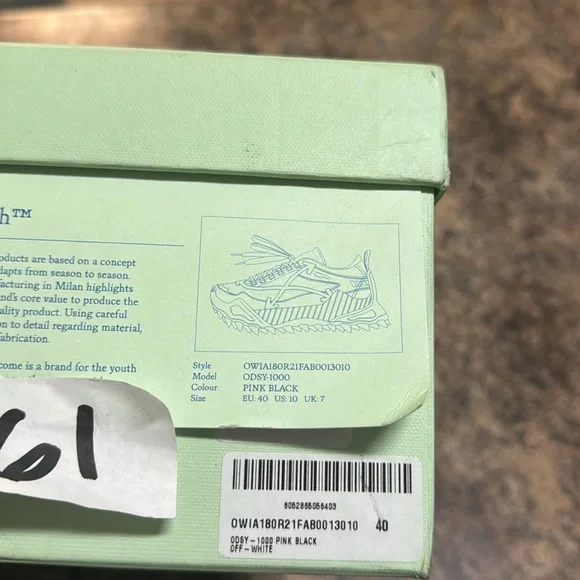 h™
oducts are based on a concept
dapts from season to season.
facturing in Milan highlights
nd's core value to produce the
ality product. Using careful
on to detail regarding material,
fabrication.
come is a brand for the youth
Style OWIA180R21FAB0013010
Model ODSY-1000
Colour PINK BLACK
Size EU: 40 US: 10 UK: 7
61
8052865056403
OWIA180R21FAB0013010 40
ODSY-1000 PINK BLACK
OFF-WHITE